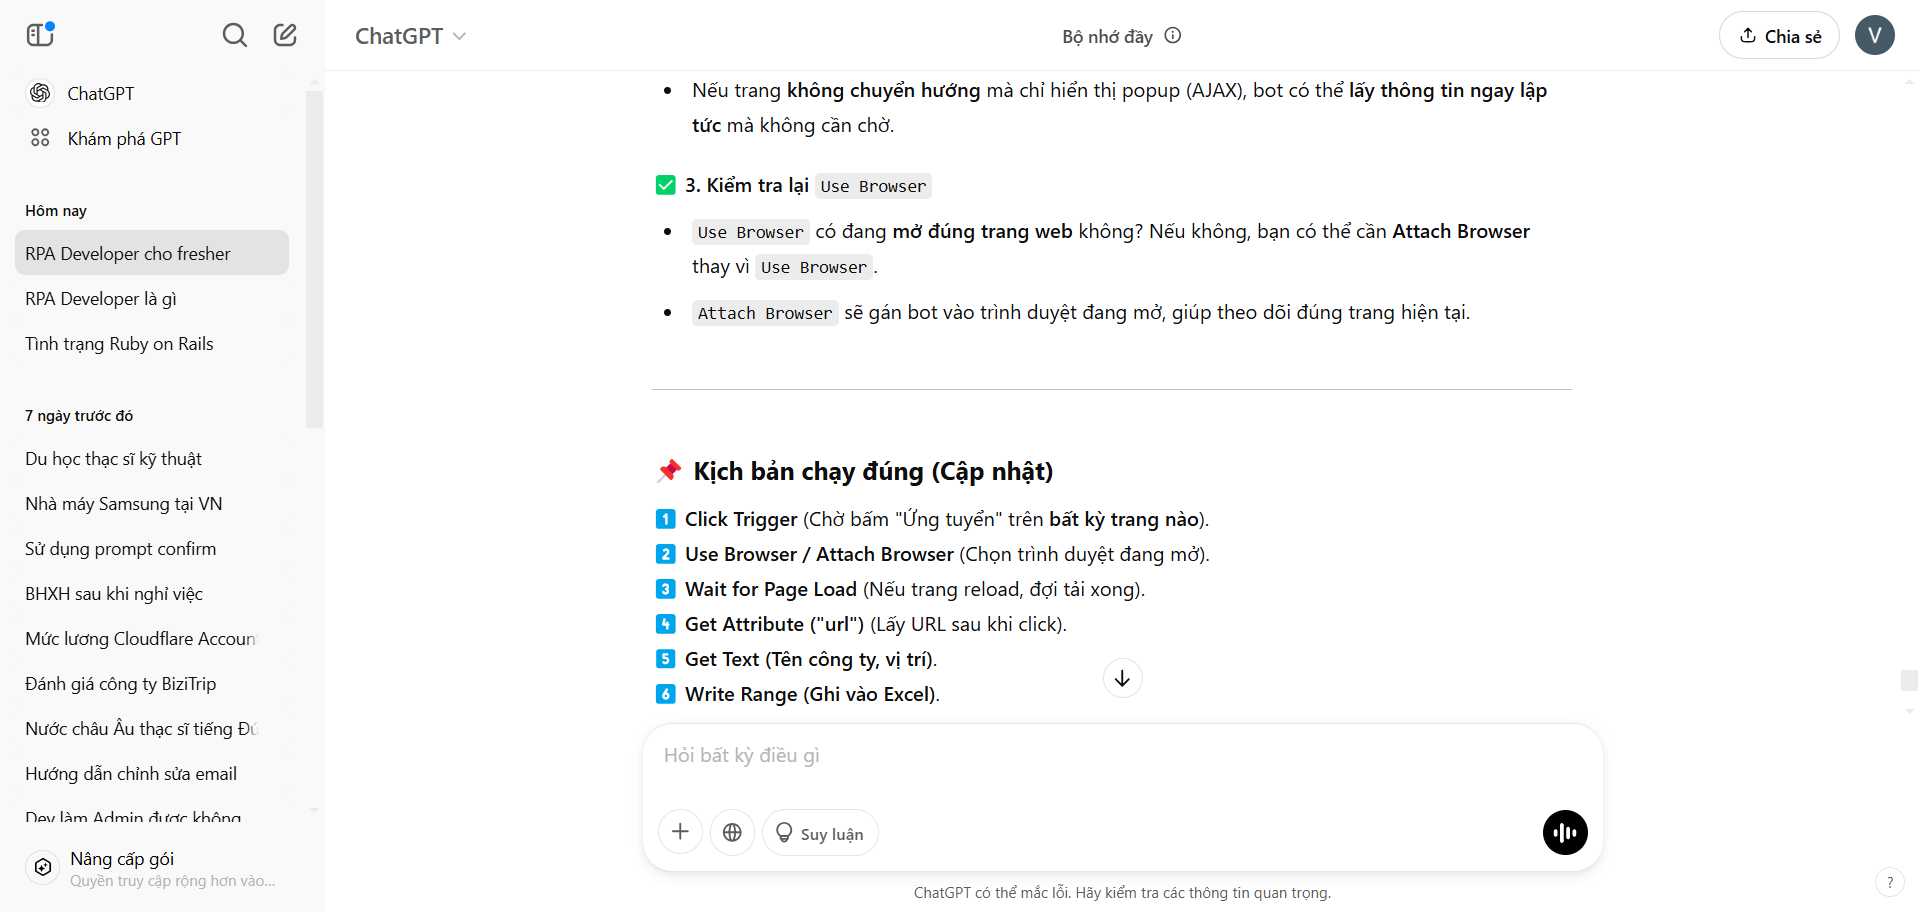 ChatGPT
Khám phá GPT
Hôm nay
RPA Developer cho fresher
RPA Developer là gì
Tình trạng Ruby on Rails
7 ngày trước đó
Du học thạc sĩ kỹ thuật
Nhà máy Samsung tại VN
Sử dụng prompt confirm
BHXH sau khi nghỉ việc
Mức lương Cloudflare Accoun
Đánh giá công ty BiziTrip
Nước châu Âu thạc sĩ tiếng Đứ
Hướng dẫn chỉnh sửa email
Dev làm Admin được không
Nâng cấp gói
Quyền truy cập rộng hơn vào...
ChatGPT
Bộ nhớ đầy
Chia sẻ
V
Nếu trang không chuyển hướng mà chỉ hiển thị popup (AJAX), bot có thể lấy thông tin ngay lập
tức mà không cần chờ.
✅ 3. Kiểm tra lại Use Browser
Use Browser có đang mở đúng trang web không? Nếu không, bạn có thể cần Attach Browser
thay vì Use Browser.
Attach Browser sẽ gán bot vào trình duyệt đang mở, giúp theo dõi đúng trang hiện tại.
📌 Kịch bản chạy đúng (Cập nhật)
1 Click Trigger (Chờ bấm "Ứng tuyển" trên bất kỳ trang nào).
2 Use Browser / Attach Browser (Chọn trình duyệt đang mở).
3 Wait for Page Load (Nếu trang reload, đợi tải xong).
4 Get Attribute ("url") (Lấy URL sau khi click).
5 Get Text (Tên công ty, vị trí).
6 Write Range (Ghi vào Excel).
Hỏi bất kỳ điều gì
Suy luận
ChatGPT có thể mắc lỗi. Hãy kiểm tra các thông tin quan trọng.
?